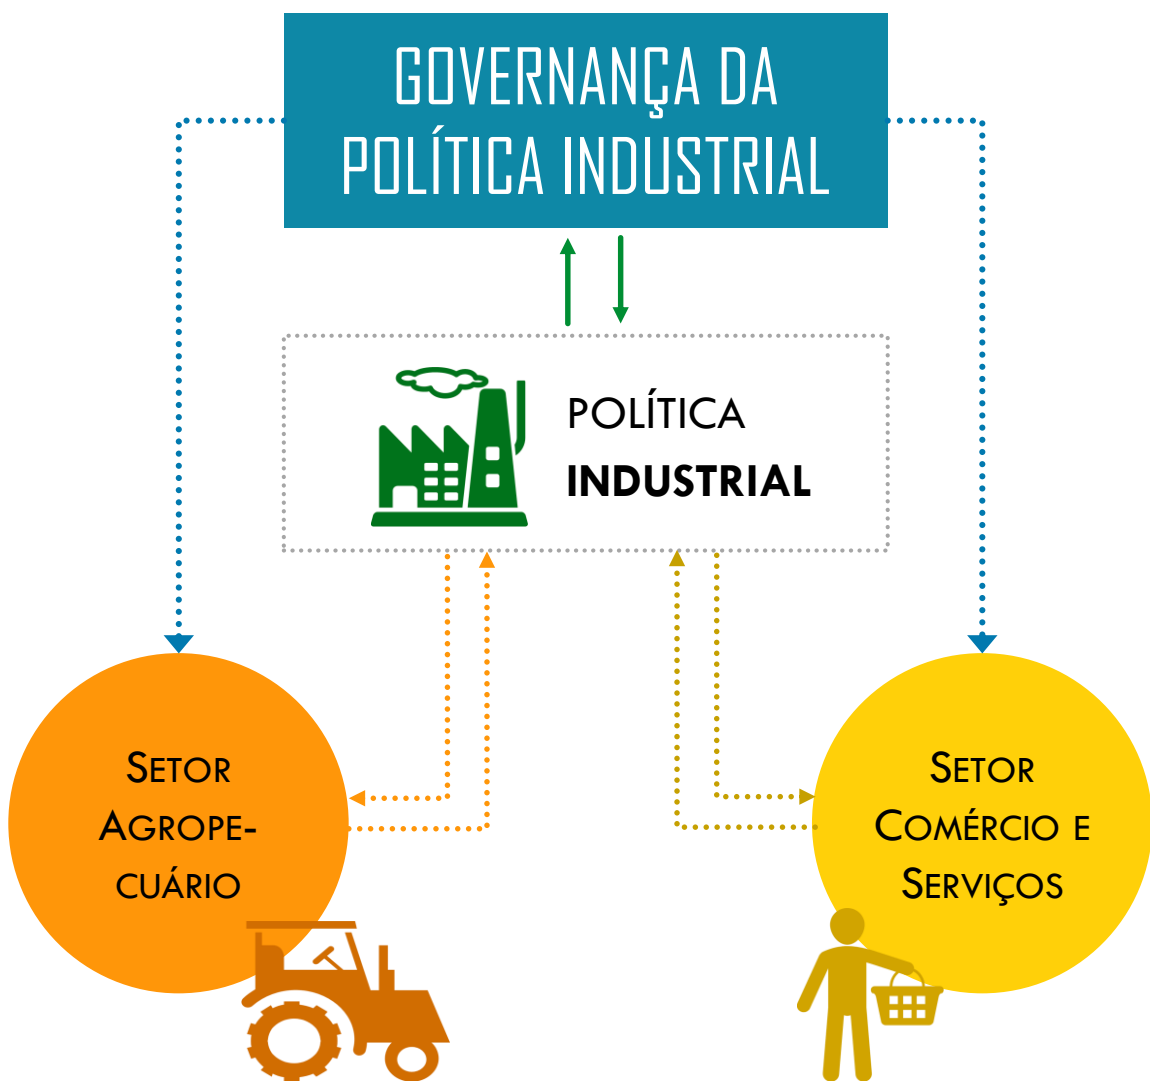 GOVERNANÇA DA
POLÍTICA INDUSTRIAL
POLÍTICA
INDUSTRIAL
SETOR
AGROPE-
CUÁRIO
SETOR
COMÉRCIO E
SERVIÇOS